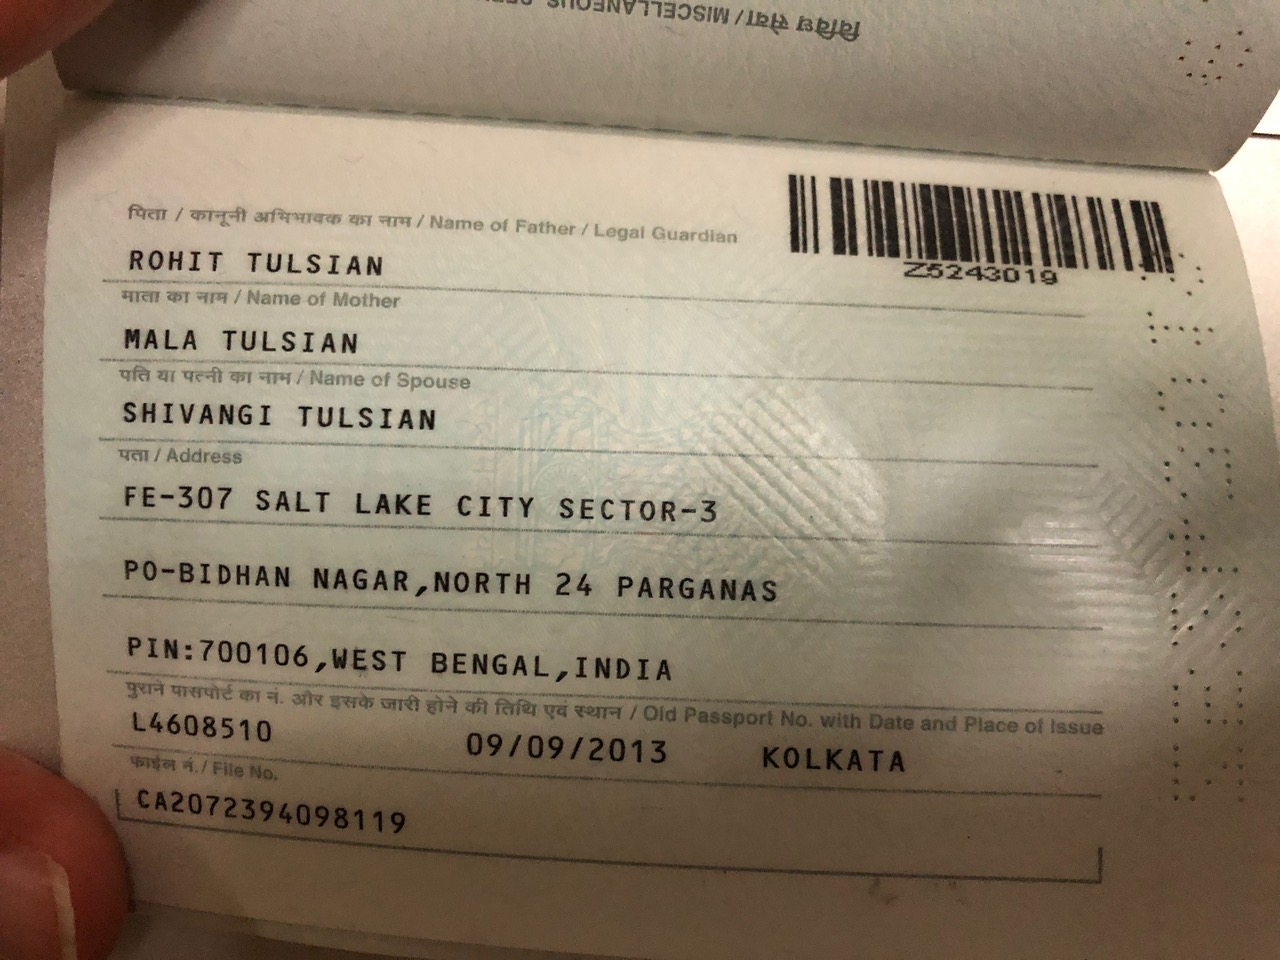 पिता / कानूनी अभिभावक का नाम / Name of Father / Legal Guardian
ROHIT TULSIAN
माता का नाम / Name of Mother
MALA TULSIAN
पति या पत्नी का नाम / Name of Spouse
SHIVANGI TULSIAN
पता / Address
FE-307 SALT LAKE CITY SECTOR-3
PO-BIDHAN NAGAR,NORTH 24 PARGANAS
PIN:700106,WEST BENGAL,INDIA
पुराने पासपोर्ट का नं. और इसके जारी होने की तिथि एवं स्थान / Old Passport No. with Date and Place of Issue
L4608510 09/09/2013 KOLKATA
फाईल नं. / File No.
CA2072394098119
Z5243019
MISCELLANEOUS